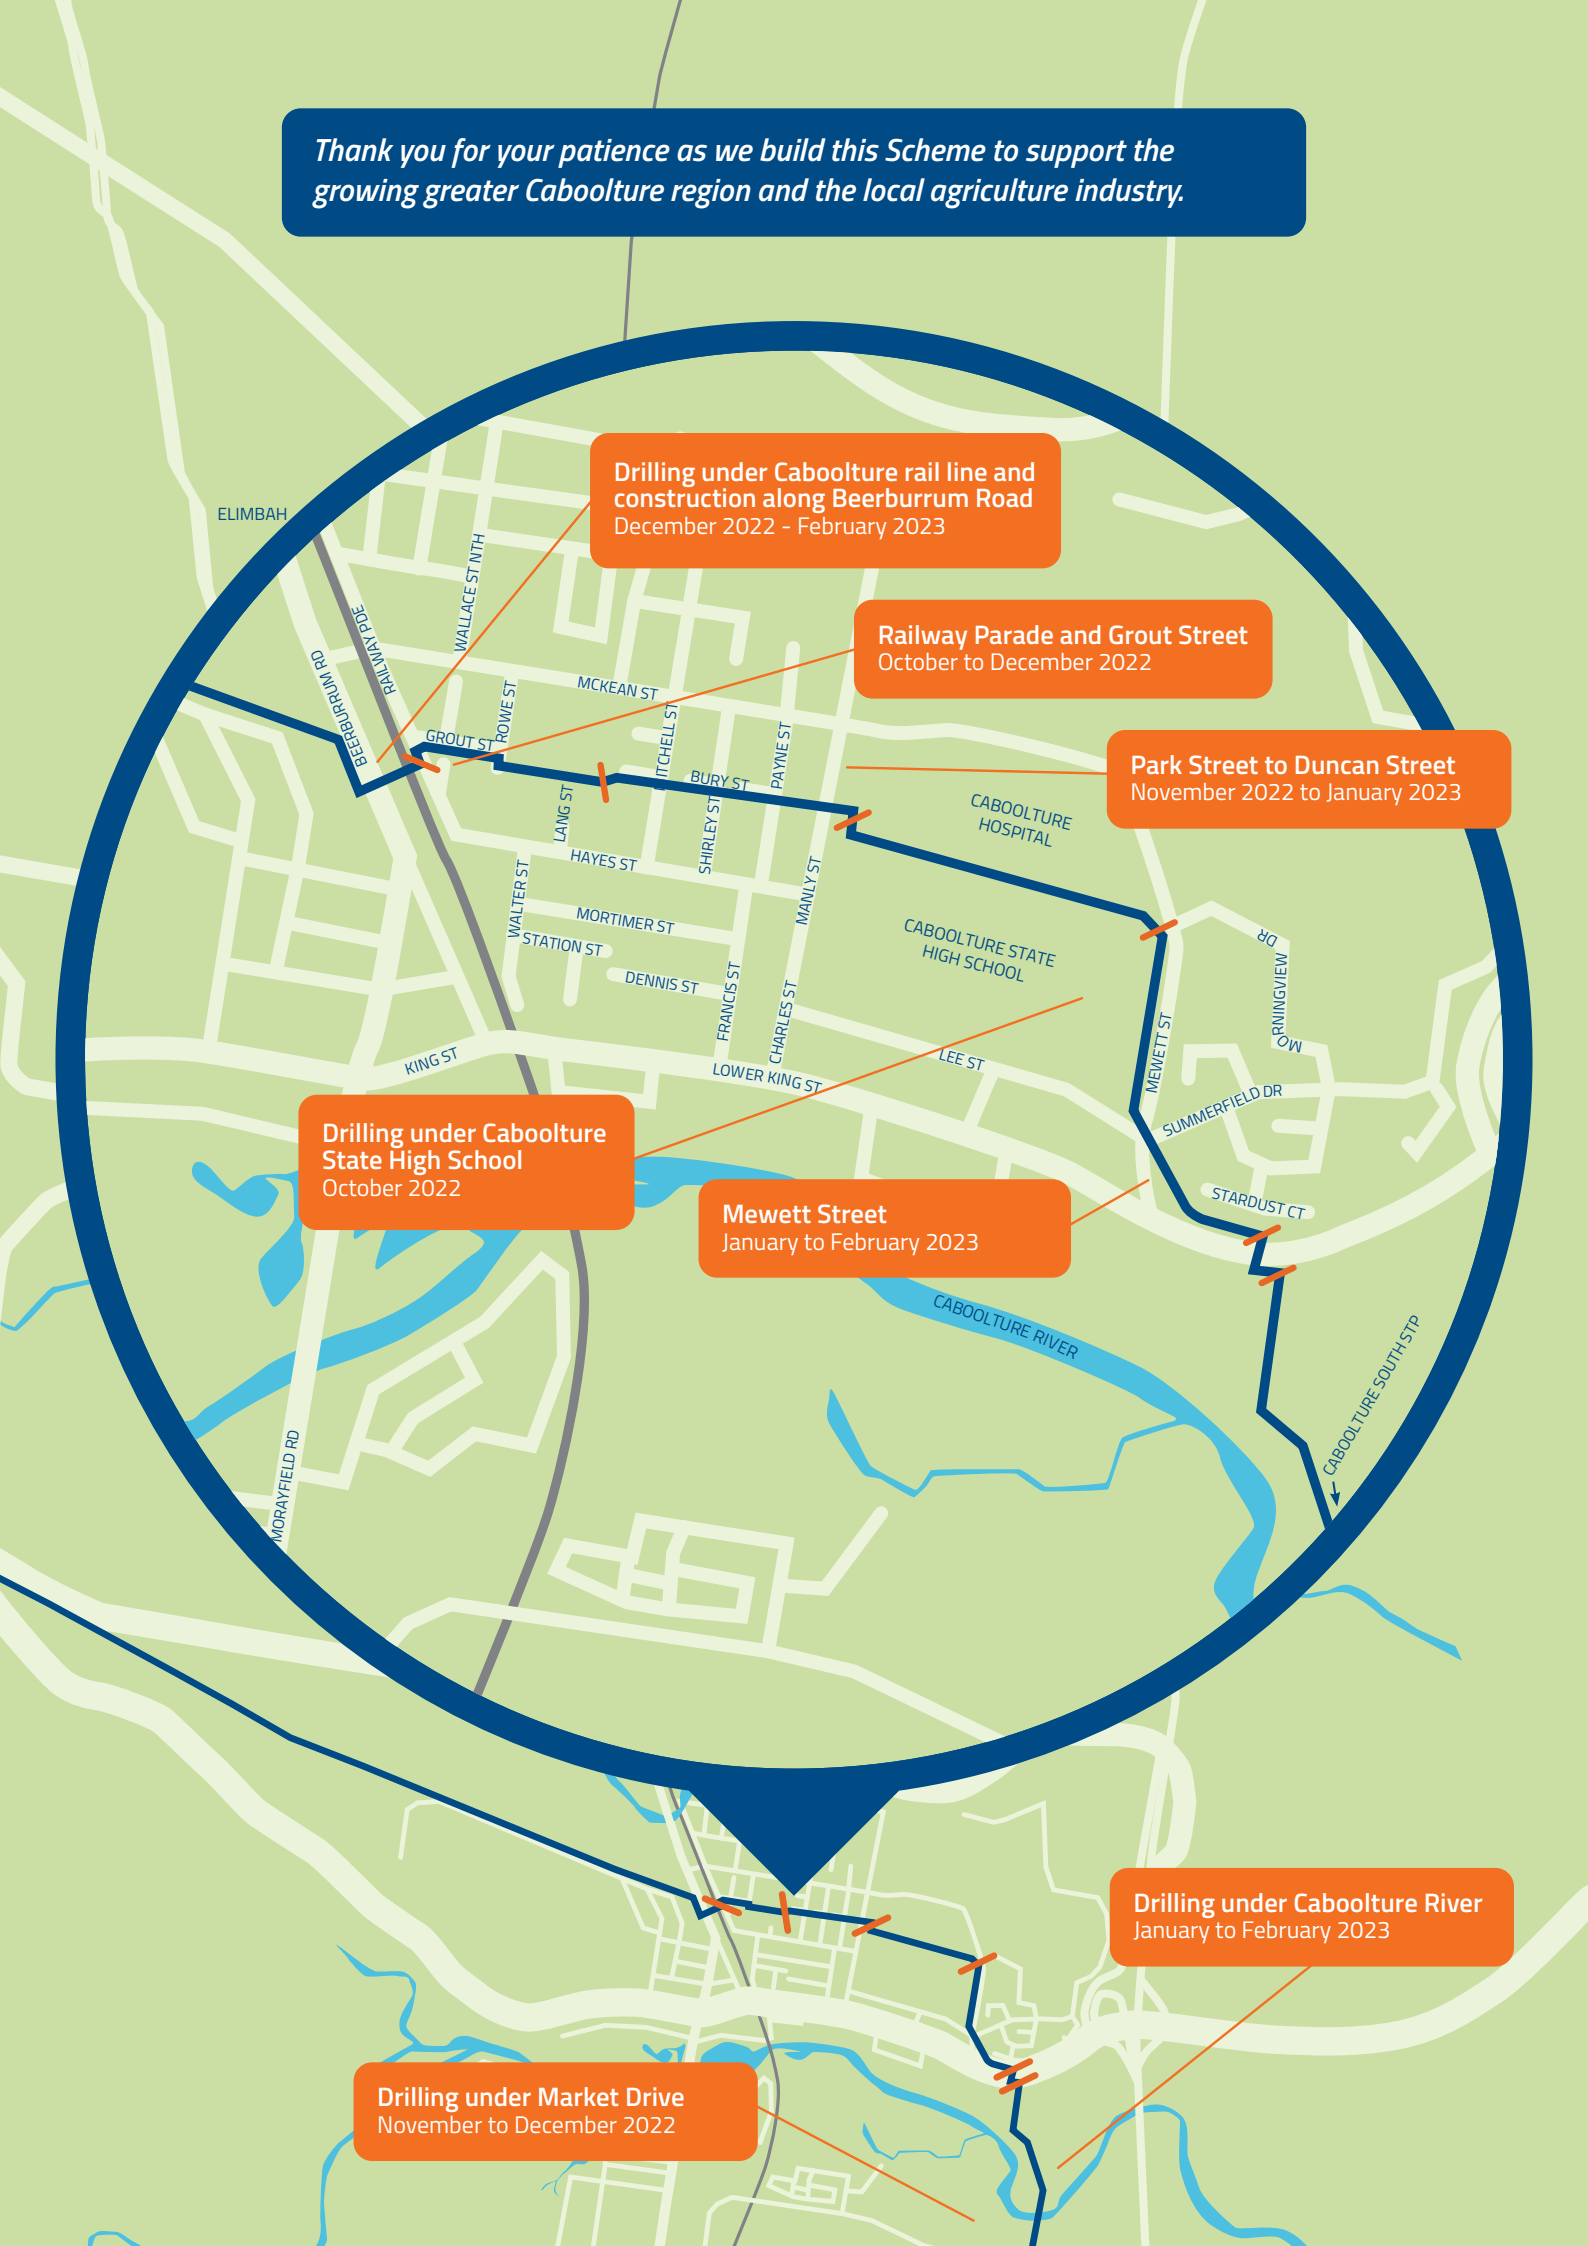 Thank you for your patience as we build this Scheme to support the
growing greater Caboolture region and the local agriculture industry.
Drilling under Caboolture rail line and
construction along Beerburrum Road
December 2022 - February 2023
ELIMBAH
WALLACE ST NTH
RAILWAY PDE
BEERBURRUM RD
Railway Parade and Grout Street
October to December 2022
MCKEAN ST
ROWE ST
GROUT ST
PAYNE ST
BURY ST
Park Street to Duncan Street
November 2022 to January 2023
LANG ST
SHIRLEY ST
CABOOLTURE
HOSPITAL
HAYES ST
WALTER ST
MANLY ST
MORTIMER ST
STATION ST
DENNIS ST
FRANCIS ST
CHARLES ST
CABOOLTURE STATE
HIGH SCHOOL
MORNINGVIEW
DR
KING ST
LOWER KING ST
LEE ST
MEWETT ST
SUMMERFIELD DR
Drilling under Caboolture
State High School
October 2022
Mewett Street
January to February 2023
STARDUST CT
CABOOLTURE RIVER
CABOOLTURE SOUTH STP
MORAYFIELD RD
Drilling under Caboolture River
January to February 2023
Drilling under Market Drive
November to December 2022